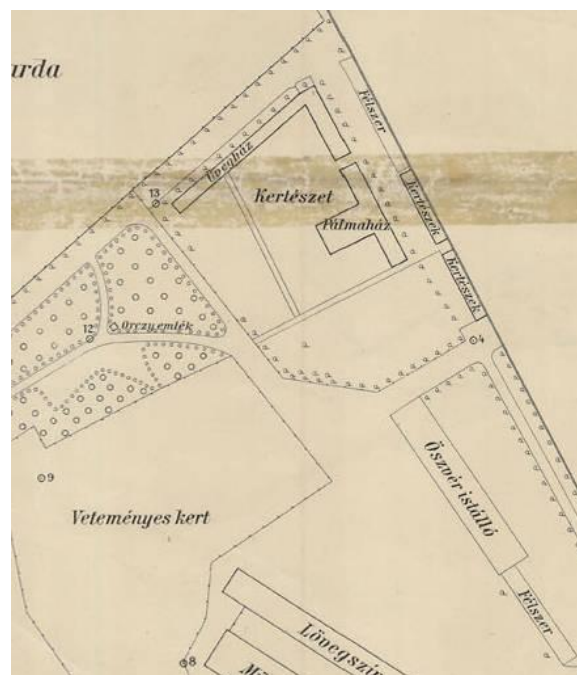 arda
Félszer
Üvegház
13
Kertészet
Kertészek
Pálmaház
Kertészek
Orczy emlék
12
4
9
Öszvér istálló
Veteményes kert
Félszer
Lövegszín
8